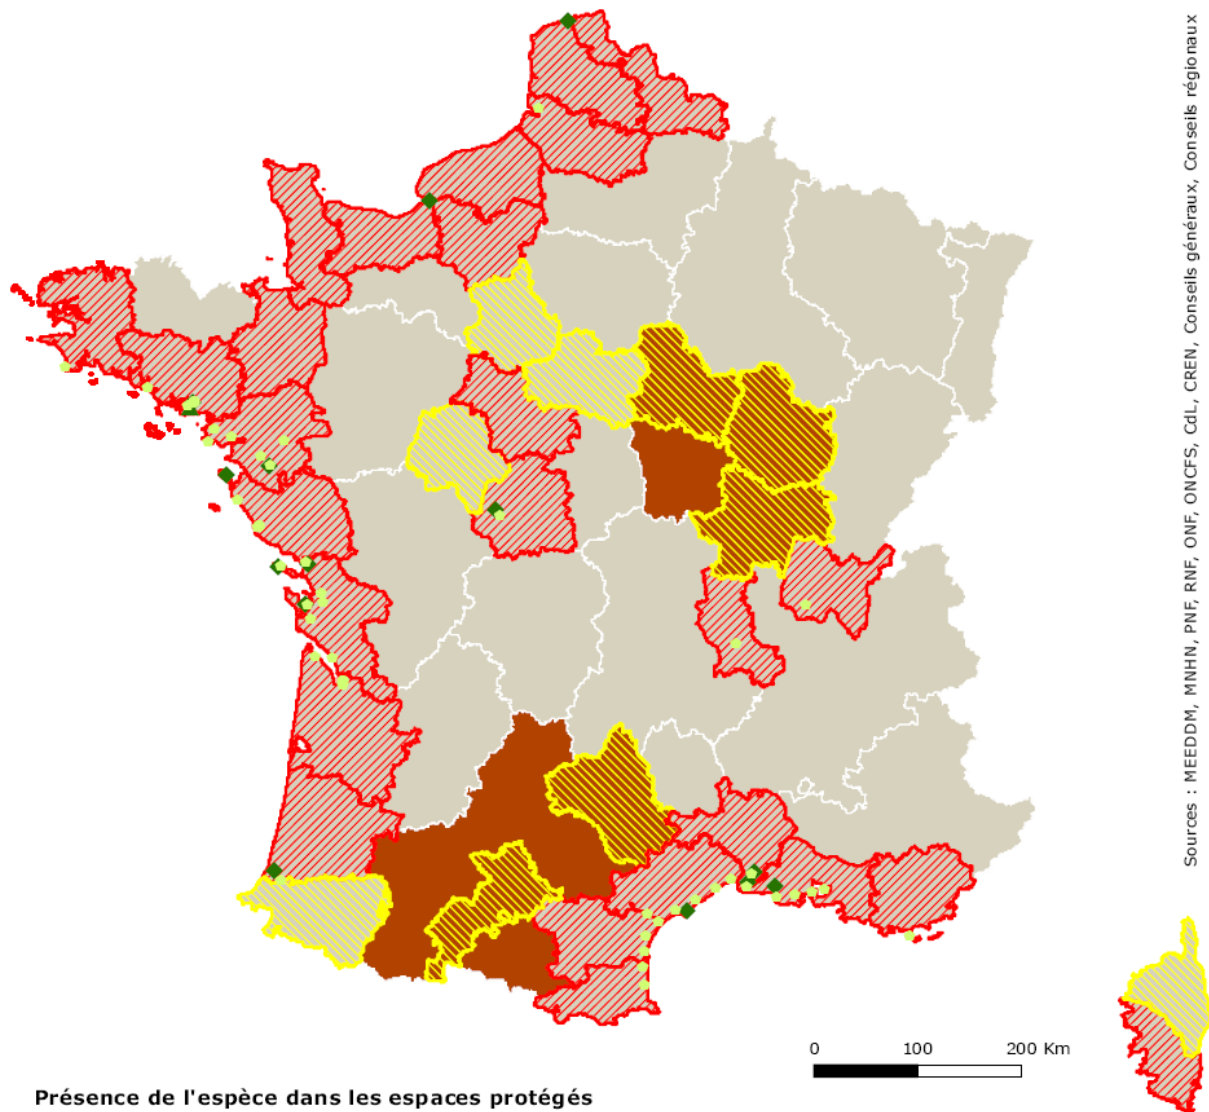 Sources : MEEDDM, MNHN, PNF, RNF, ONF, ONCFS, CdL, CREN, Conseils généraux, Conseils régionaux
0 100 200 Km
Présence de l'espèce dans les espaces protégés